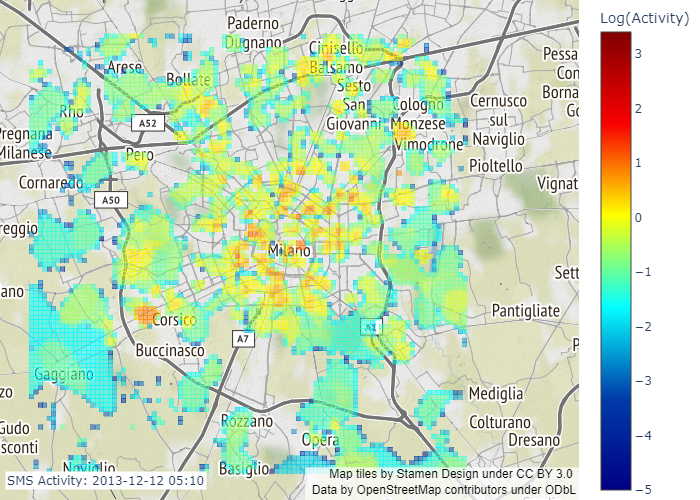 Log(Activity)
3
2
1
0
−1
−2
−3
−4
−5
Paderno
Dugnano
Cinisello
Balsamo
Arese
Bollate
Sesto
San
Giovanni
Cologno
Monzese
Cernusco
sul
Naviglio
Pessa
Con
Borna
Go
Rho
A52
Pregnana
Milanese
Pero
Vimodrone
Pioltello
Cornaredo
A50
Vignat
reggio
Milano
Sett
ano
Pantigliate
Corsico
A1
A7
Buccinasco
P
Gaggiano
zo
Mediglia
Rozzano
Colturano
Gudo
sconti
Opera
Dresano
Noviglio
Basiglio
SMS Activity: 2013-12-12 05:10
Map tiles by Stamen Design under CC BY 3.0
Data by OpenStreetMap contributors under ODbL